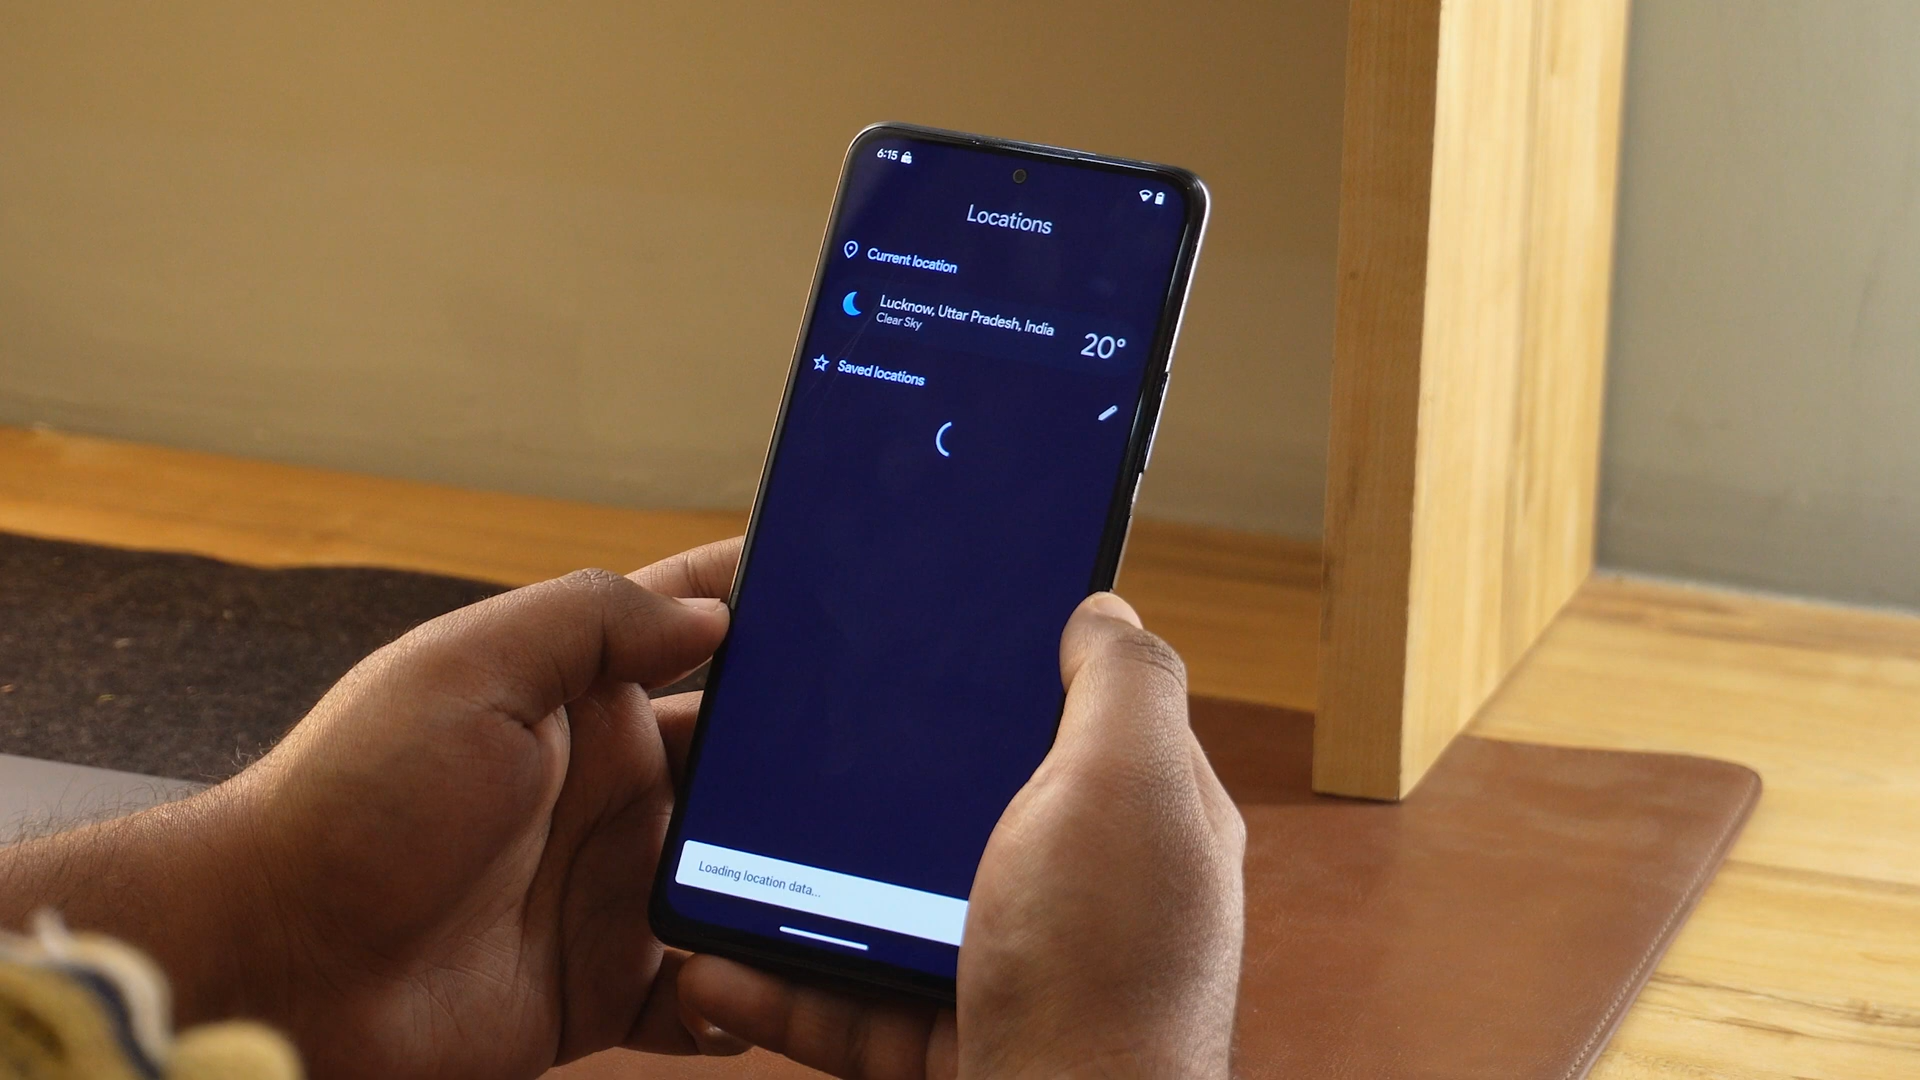 6:15
Locations
Current location
Lucknow, Uttar Pradesh, India
Clear Sky
20°
Saved locations
Loading location data...